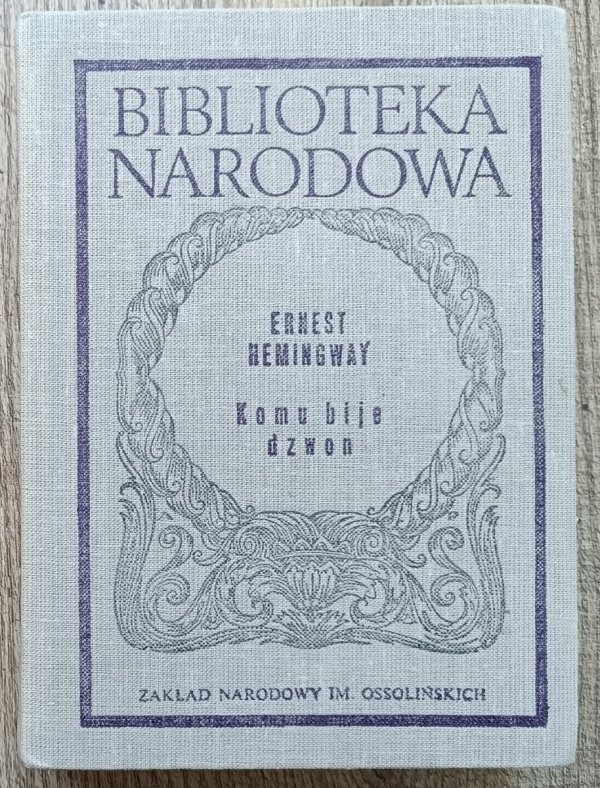 BIBLIOTEKA
NARODOWA
ERNEST
HEMINGWAY
Komu bije
dzwon
ZAKŁAD NARODOWY IM. OSSOLIŃSKICH